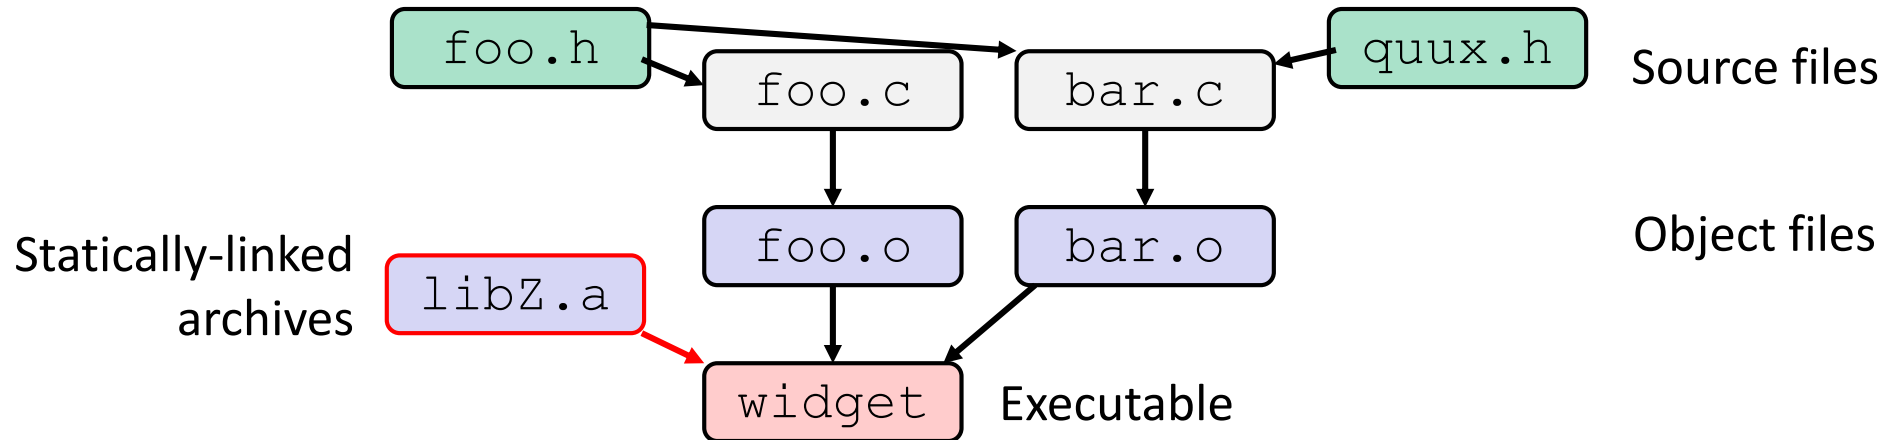 foo.h
quux.h
foo.c
bar.c
Source files
foo.o
bar.o
Object files
Statically-linked
archives
libZ.a
widget
Executable